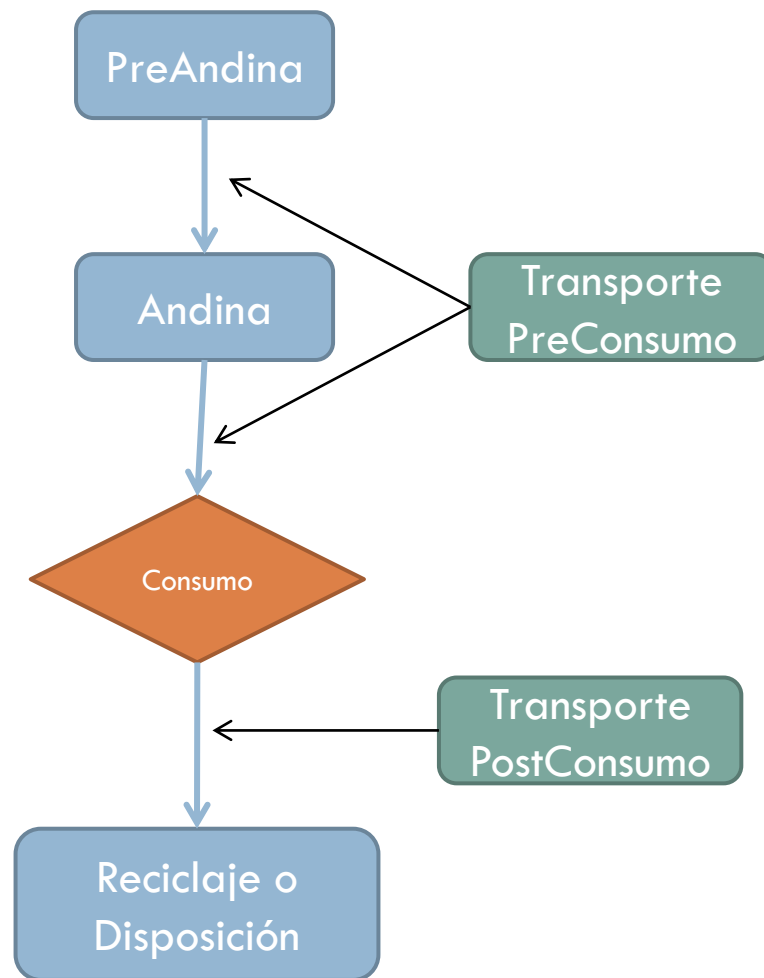 PreAndina
Andina
Transporte
PreConsumo
Consumo
Transporte
PostConsumo
Reciclaje o
Disposición